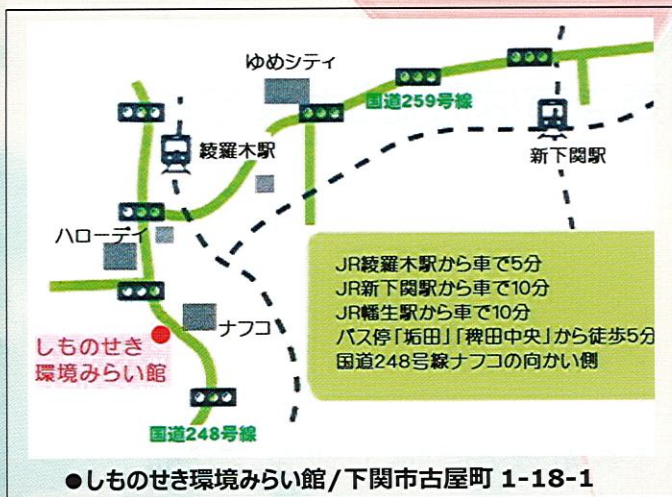 ゆめシティ
国道259号線
綾羅木駅
新下関駅
ハローデイ
ナフコ
しものせき
環境みらい館
国道248号線
JR綾羅木駅から車で5分
JR新下関駅から車で10分
JR幡生駅から車で10分
バス停「垢田」「稗田中央」から徒歩5分
国道248号線ナフコの向かい側
●しものせき環境みらい館/下関市古屋町 1-18-1